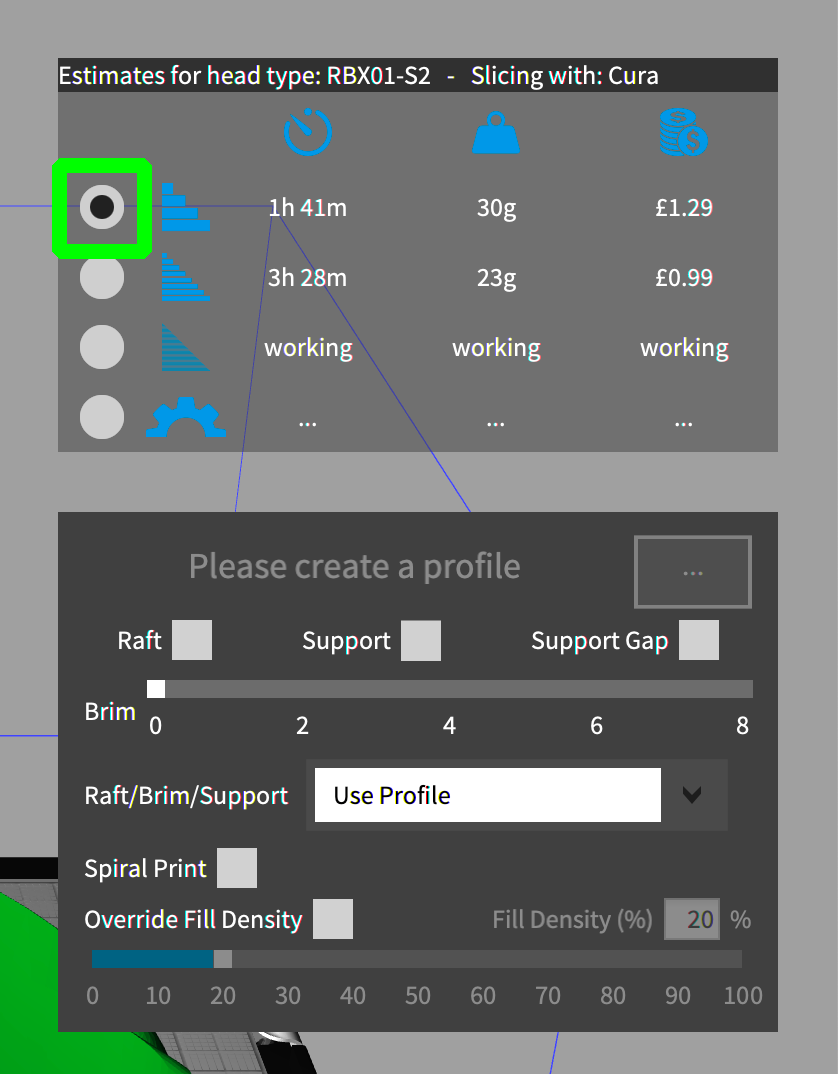 Estimates for head type: RBX01-S2 - Slicing with: Cura
1h 41m 30g £1.29
3h 28m 23g £0.99
working working working
... ... ...
Please create a profile ...
Raft Support Support Gap
Brim
0 2 4 6 8
Raft/Brim/Support Use Profile
Spiral Print
Override Fill Density Fill Density (%) 20 %
0 10 20 30 40 50 60 70 80 90 100